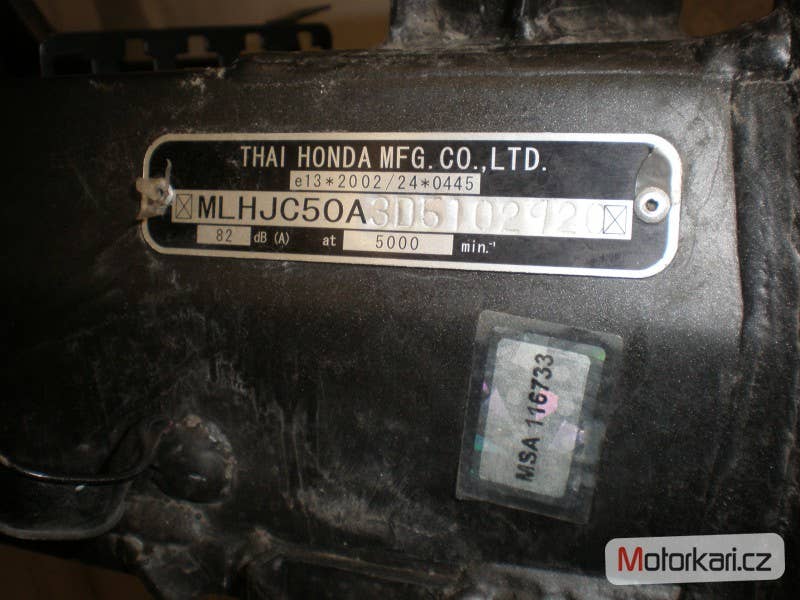 THAI HONDA MFG. CO., LTD.
e13*2002/24*0445
MLHJC50A3D5102920
82 dB (A) at 5000 min.⁻¹
MSA 116733
Motorkari.cz